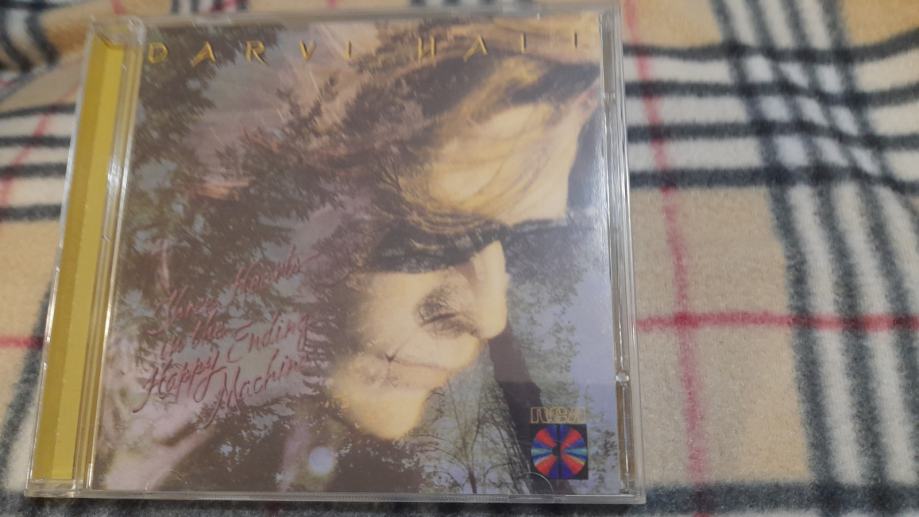 DARYL HALL
Three Hearts
in the
Happy Ending
Machine
RCA